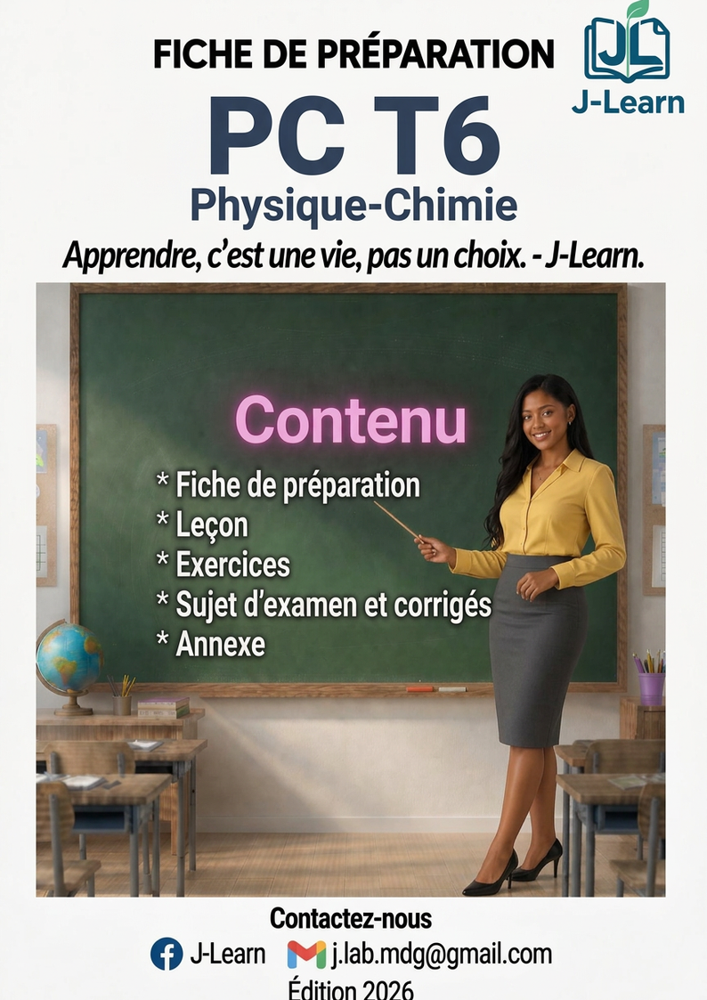 FICHE DE PRÉPARATION
JL
J-Learn
PC T6
Physique-Chimie
Apprendre, c'est une vie, pas un choix. - J-Learn.
Contenu
* Fiche de préparation
* Leçon
* Exercices
* Sujet d'examen et corrigés
* Annexe
Contactez-nous
J-Learn j.lab.mdg@gmail.com
Édition 2026